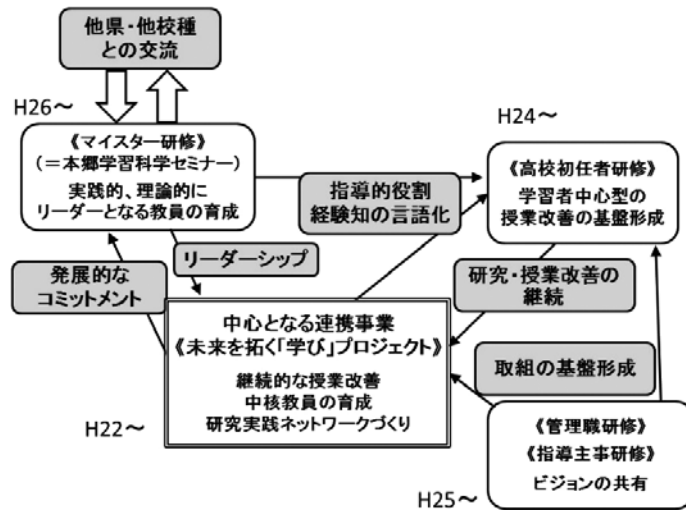 他県・他校種
との交流
H26～
《マイスター研修》
（＝本郷学習科学セミナー）
実践的、理論的に
リーダーとなる教員の育成
H24～
《高校初任者研修》
学習者中心型の
授業改善の基盤形成
指導的役割
経験知の言語化
リーダーシップ
発展的な
コミットメント
研究・授業改善の
継続
中心となる連携事業
《未来を拓く「学び」プロジェクト》
継続的な授業改善
中核教員の育成
研究実践ネットワークづくり
H22～
取組の基盤形成
《管理職研修》
《指導主事研修》
ビジョンの共有
H25～